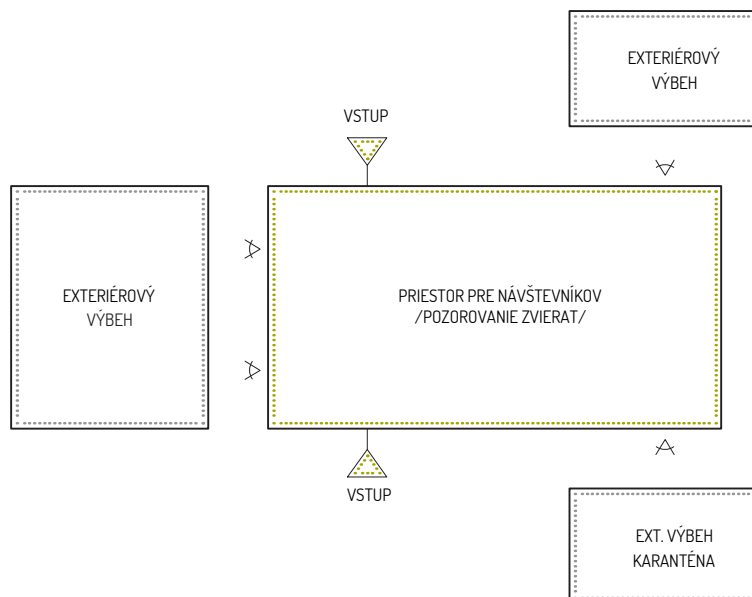 EXTERIÉROVÝ
VÝBEH
VSTUP
EXTERIÉROVÝ
VÝBEH
PRIESTOR PRE NÁVŠTEVNÍKOV
/POZOROVANIE ZVIERAT/
VSTUP
EXT. VÝBEH
KARANTÉNA